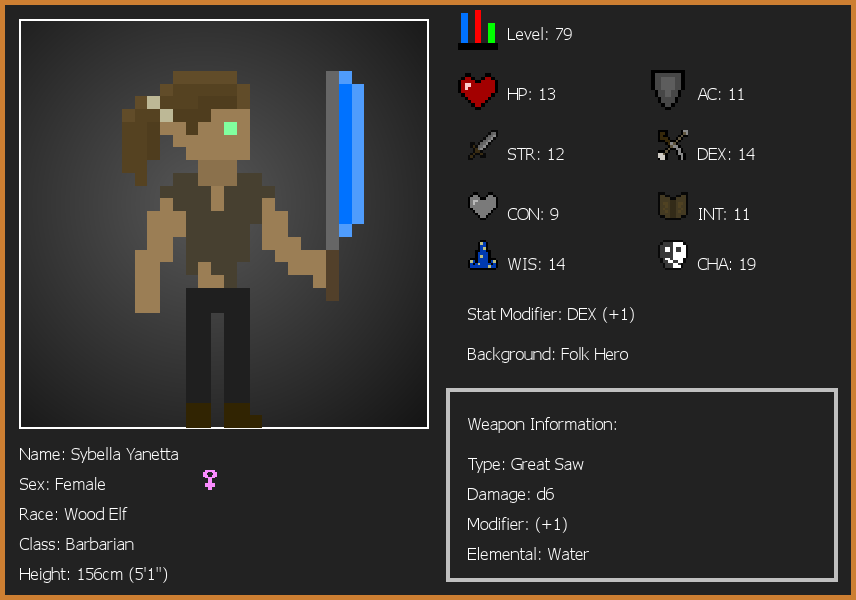 Level: 79
HP: 13
AC: 11
STR: 12
DEX: 14
CON: 9
INT: 11
WIS: 14
CHA: 19
Stat Modifier: DEX (+1)
Background: Folk Hero
Weapon Information:
Type: Great Saw
Damage: d6
Modifier: (+1)
Elemental: Water
Name: Sybella Yanetta
Sex: Female
Race: Wood Elf
Class: Barbarian
Height: 156cm (5'1")